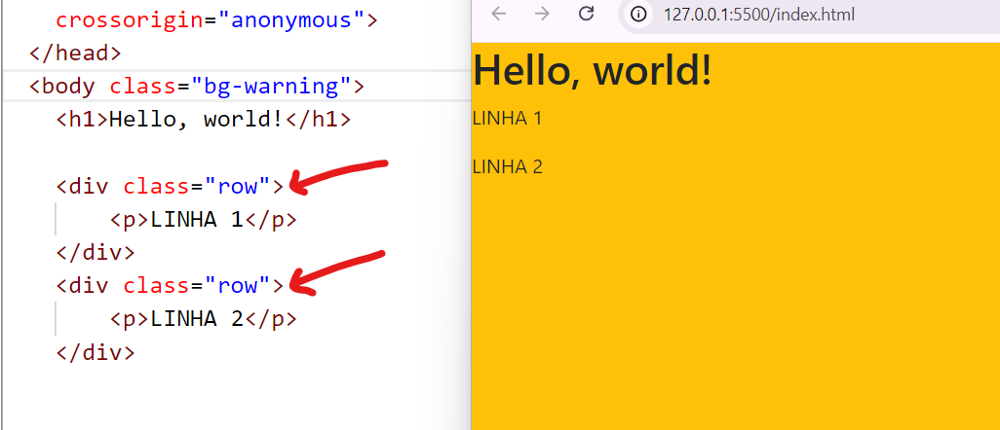 crossorigin="anonymous">
</head>
<body class="bg-warning">
<h1>Hello, world!</h1>
<div class="row">
<p>LINHA 1</p>
</div>
<div class="row">
<p>LINHA 2</p>
</div>
127.0.0.1:5500/index.html
Hello, world!
LINHA 1
LINHA 2